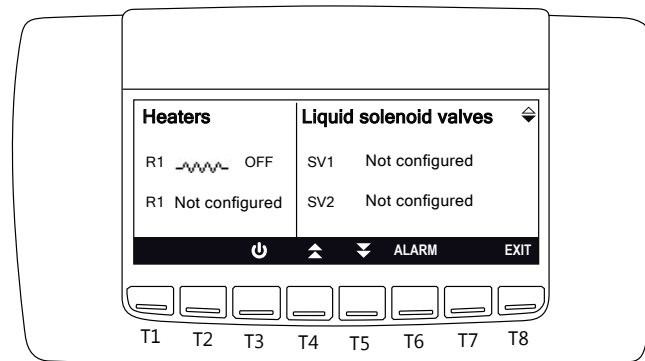 Heaters
R1 OFF
R1 Not configured
Liquid solenoid valves
SV1 Not configured
SV2 Not configured
ALARM EXIT
T1 T2 T3 T4 T5 T6 T7 T8